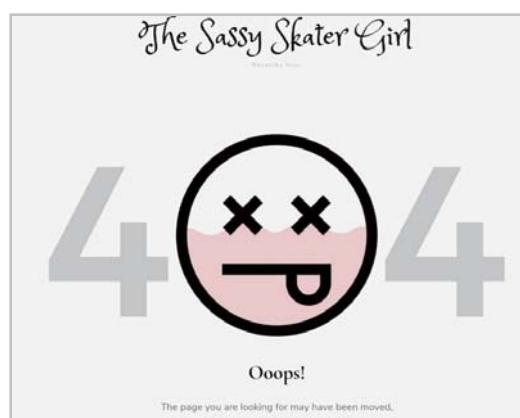 The Sassy Skater Girl
4 4
Ooops!
The page you are looking for may have been moved,